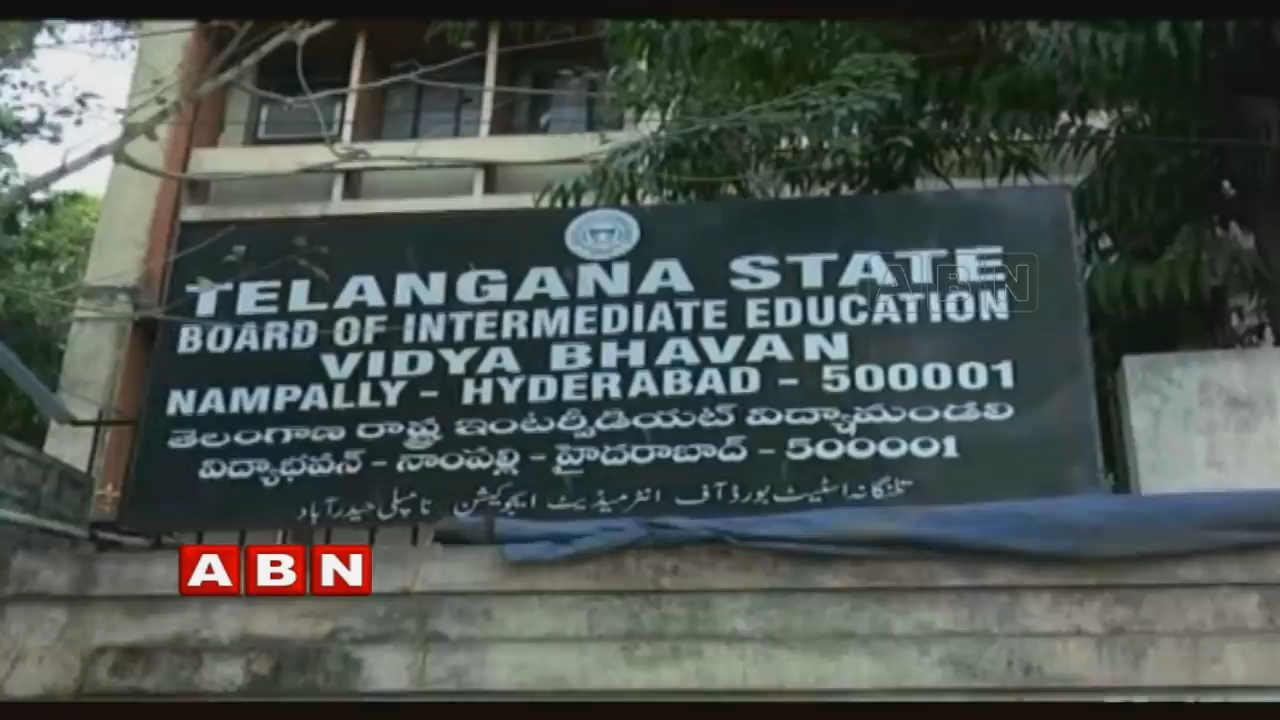 TELANGANA STATE
BOARD OF INTERMEDIATE EDUCATION
VIDYA BHAVAN
NAMPALLY - HYDERABAD - 500001
తెలంగాణ రాష్ట్ర ఇంటర్మీడియట్ విద్యామండలి
విద్యాభవన్ - నాంపల్లి - హైదరాబాద్ - 500001
تلنگانہ اسٹیٹ بورڈ آف انٹرمیڈیٹ ایجوکیشن نامپلی حیدرآباد
ABN
ABN